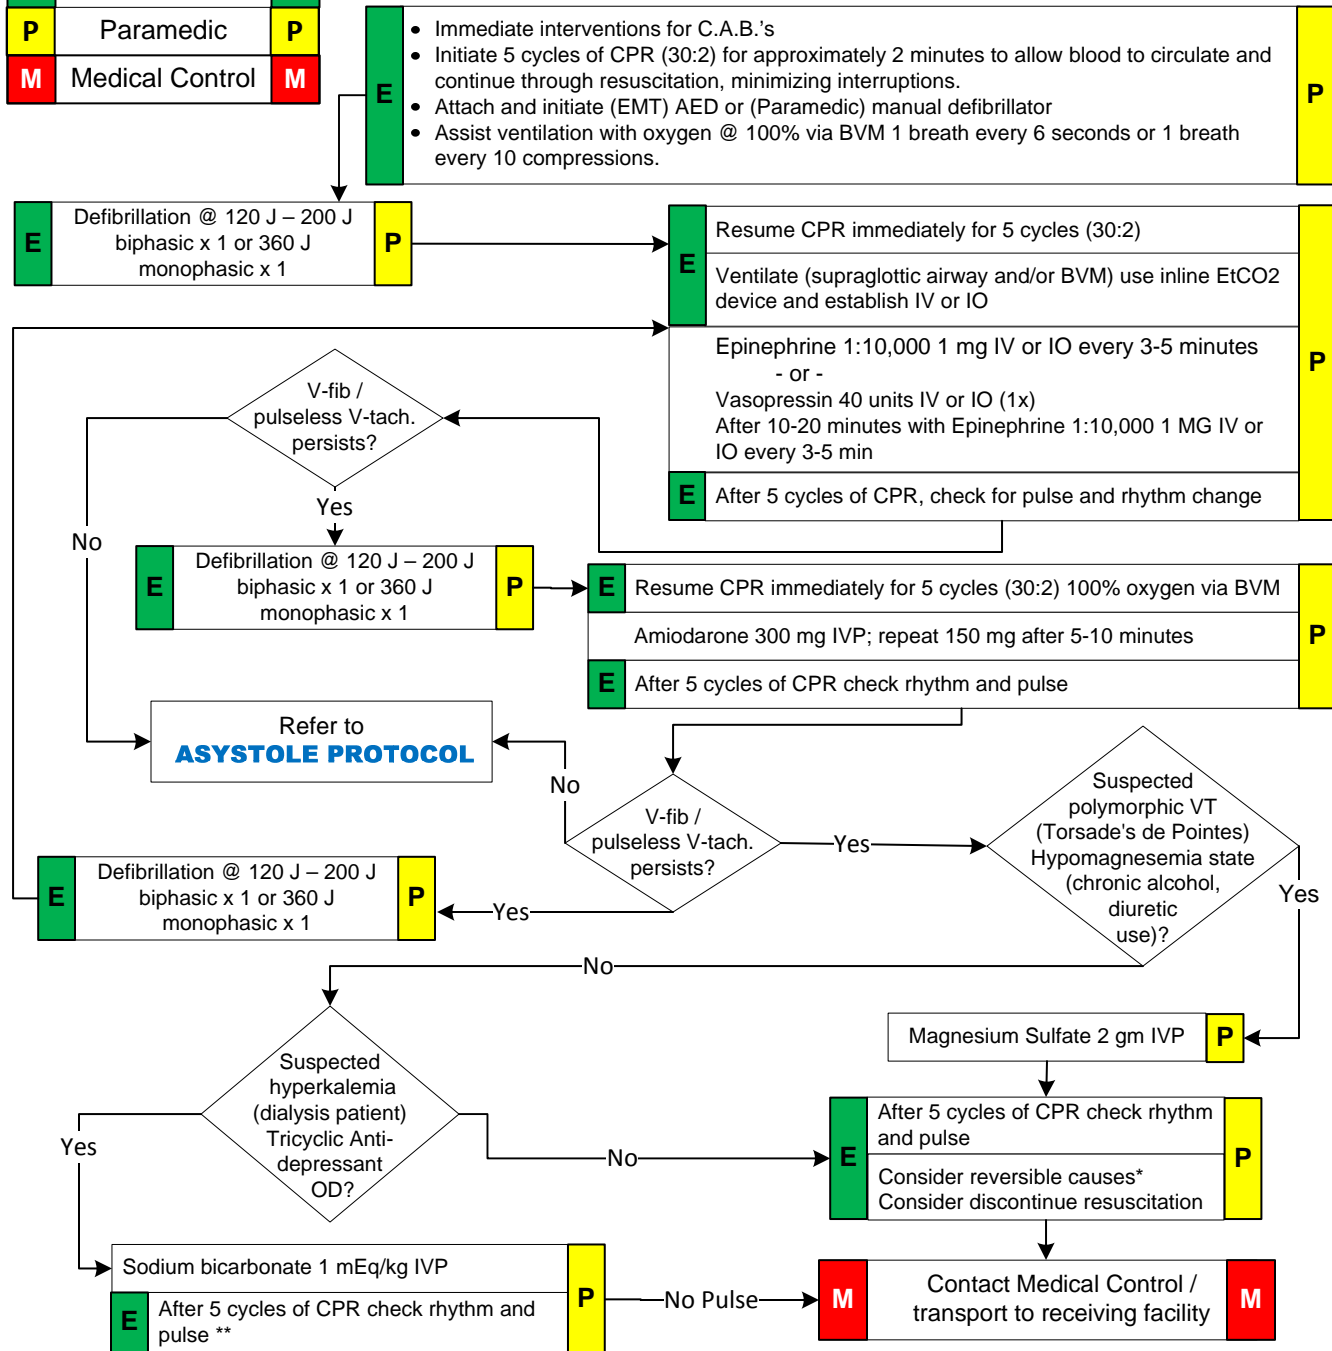 P Paramedic P
M Medical Control M
E
• Immediate interventions for C.A.B.'s
• Initiate 5 cycles of CPR (30:2) for approximately 2 minutes to allow blood to circulate and
continue through resuscitation, minimizing interruptions.
• Attach and initiate (EMT) AED or (Paramedic) manual defibrillator
• Assist ventilation with oxygen @ 100% via BVM 1 breath every 6 seconds or 1 breath
every 10 compressions.
P
E
Defibrillation @ 120 J – 200 J
biphasic x 1 or 360 J
monophasic x 1
P
E
Resume CPR immediately for 5 cycles (30:2)
Ventilate (supraglottic airway and/or BVM) use inline EtCO2
device and establish IV or IO
Epinephrine 1:10,000 1 mg IV or IO every 3-5 minutes
- or -
Vasopressin 40 units IV or IO (1x)
After 10-20 minutes with Epinephrine 1:10,000 1 MG IV or
IO every 3-5 min
E
After 5 cycles of CPR, check for pulse and rhythm change
P
V-fib /
pulseless V-tach.
persists?
Yes
No
E
Defibrillation @ 120 J – 200 J
biphasic x 1 or 360 J
monophasic x 1
P
E
Resume CPR immediately for 5 cycles (30:2) 100% oxygen via BVM
Amiodarone 300 mg IVP; repeat 150 mg after 5-10 minutes
E
After 5 cycles of CPR check rhythm and pulse
P
Refer to
ASYSTOLE PROTOCOL
No
V-fib /
pulseless V-tach.
persists?
Yes
Suspected
polymorphic VT
(Torsade's de Pointes)
Hypomagnesemia state
(chronic alcohol,
diuretic
use)?
Yes
E
Defibrillation @ 120 J – 200 J
biphasic x 1 or 360 J
monophasic x 1
P
Yes
No
Suspected
hyperkalemia
(dialysis patient)
Tricyclic Anti-
depressant
OD?
Yes
No
Magnesium Sulfate 2 gm IVP
P
E
After 5 cycles of CPR check rhythm
and pulse
Consider reversible causes*
Consider discontinue resuscitation
P
Sodium bicarbonate 1 mEq/kg IVP
E
After 5 cycles of CPR check rhythm and
pulse **
P
No Pulse
M
Contact Medical Control /
transport to receiving facility
M